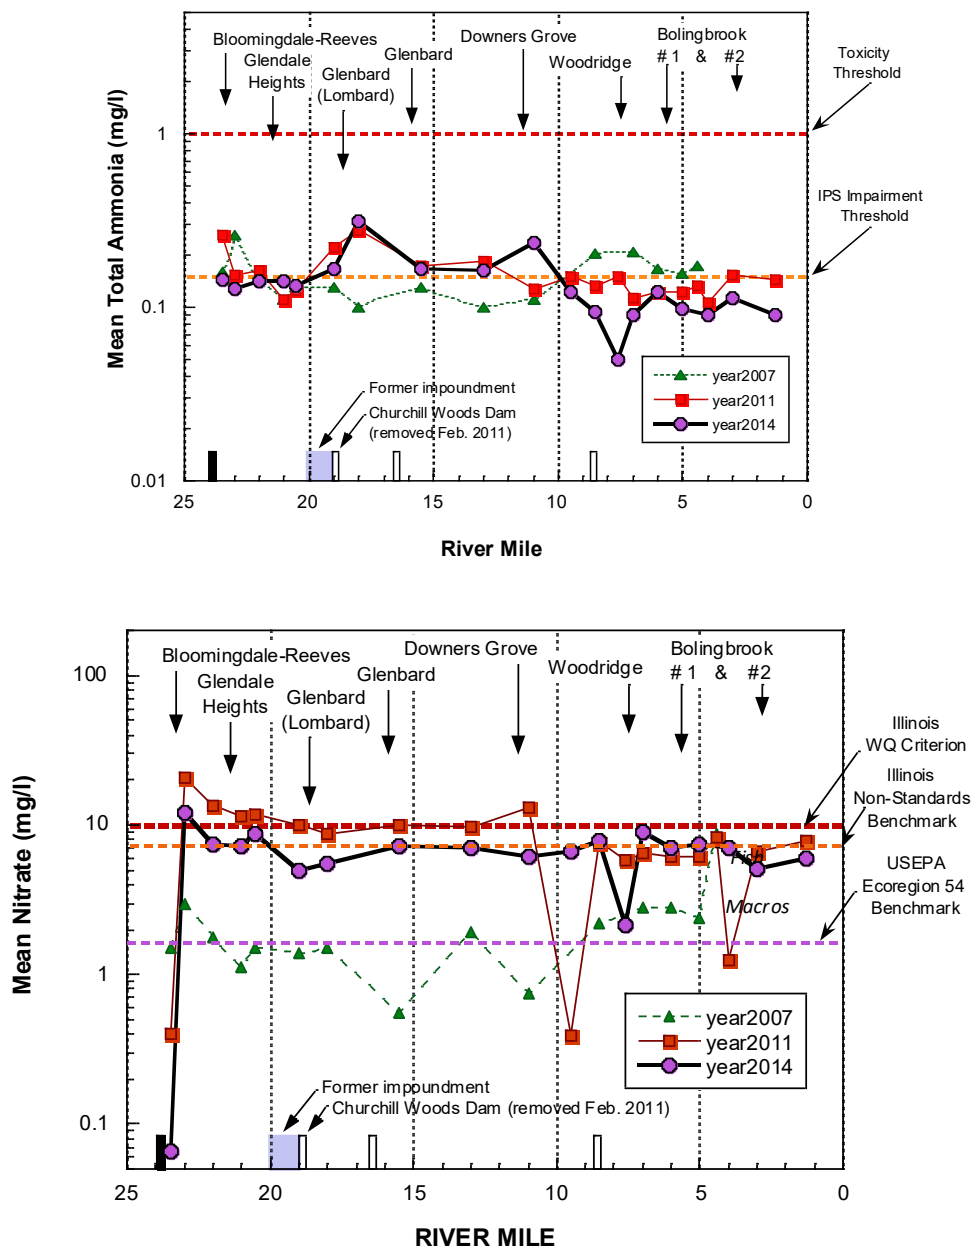 Bloomingdale-Reeves
Glendale
Heights
Glenbard
(Lombard)
Glenbard
Downers Grove
Woodridge
Bolingbrook
# 1 & #2
Toxicity
Threshold
IPS Impairment
Threshold
Mean Total Ammonia (mg/l)
1
0.1
0.01
year2007
year2011
year2014
Former impoundment
Churchill Woods Dam
(removed Feb. 2011)
25 20 15 10 5 0
River Mile
Bloomingdale-Reeves
Glendale
Heights
Glenbard
(Lombard)
Glenbard
Downers Grove
Woodridge
Bolingbrook
# 1 & #2
Illinois
WQ Criterion
Illinois
Non-Standards
Benchmark
USEPA
Ecoregion 54
Benchmark
Mean Nitrate (mg/l)
100
10
1
0.1
Macros
year2007
year2011
year2014
Former impoundment
Churchill Woods Dam (removed Feb. 2011)
25 20 15 10 5 0
RIVER MILE